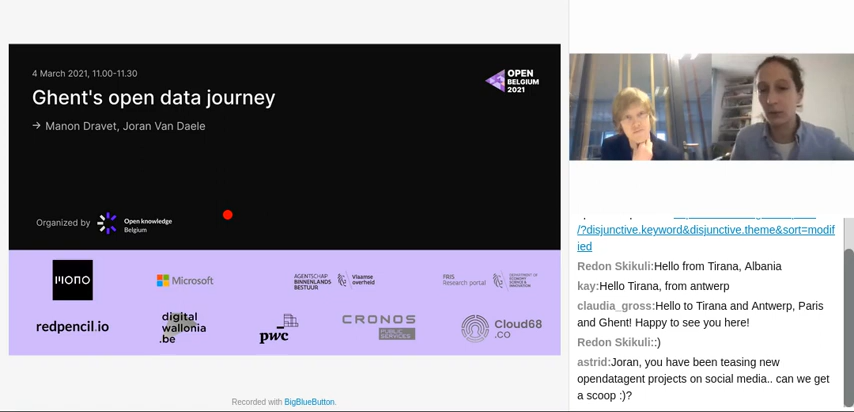 4 March 2021, 11.00-11.30
OPEN
BELGIUM
2021
Ghent's open data journey
→ Manon Dravet, Joran Van Daele
Organized by
Open knowledge
Belgium
MONO
Microsoft
AGENTSCHAP
BINNENLANDS
BESTUUR
Vlaamse
overheid
FRIS
Research portal
DEPARTMENT OF
ECONOMY
SCIENCE &
INNOVATION
redpencil.io
digital
wallonia
.be
pwc
CRONOS
PUBLIC
SERVICES
Cloud68
.CO
Recorded with BigBlueButton.
/?disjunctive.keyword&disjunctive.theme&sort=modif
ied
Redon Skikuli:Hello from Tirana, Albania
kay:Hello Tirana, from antwerp
claudia_gross:Hello to Tirana and Antwerp, Paris
and Ghent! Happy to see you here!
Redon Skikuli::)
astrid:Joran, you have been teasing new
opendatagent projects on social media.. can we get
a scoop :)?